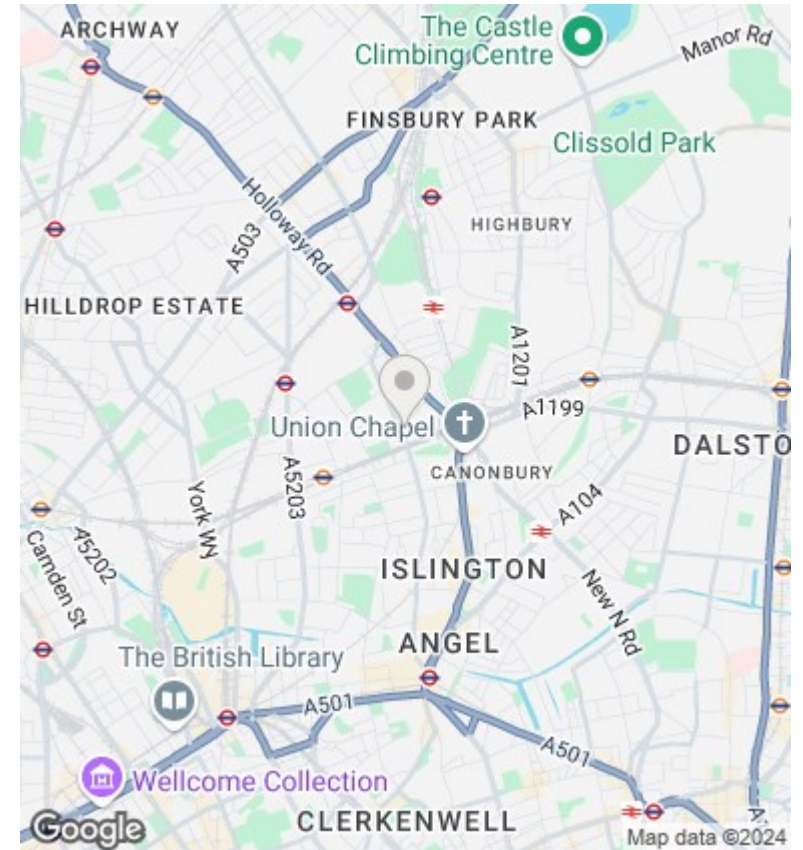 ARCHWAY
The Castle
Climbing Centre
Manor Rd
FINSBURY PARK
Clissold Park
Holloway Rd
A503
HIGHBURY
HILLDROP ESTATE
A1201
A1199
Union Chapel
DALSTO
CANONBURY
A5203
York Wy
A104
Camden St
A5202
ISLINGTON
New N Rd
ANGEL
The British Library
A501
A501
Wellcome Collection
CLERKENWELL
Google
Map data ©2024